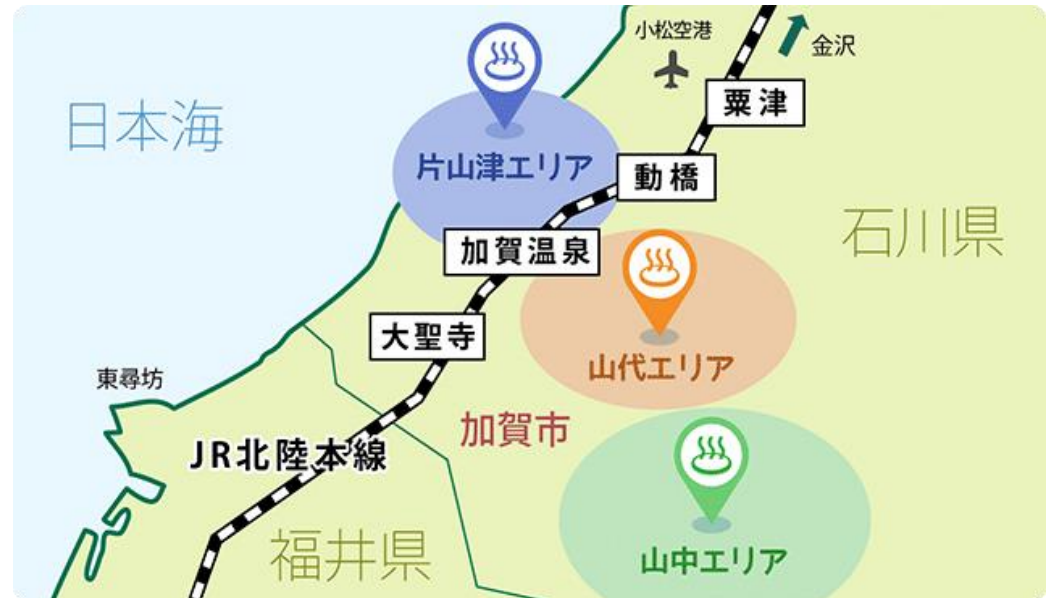 小松空港
金沢
粟津
日本海
片山津エリア
動橋
石川県
加賀温泉
大聖寺
山代エリア
東尋坊
加賀市
JR北陸本線
福井県
山中エリア